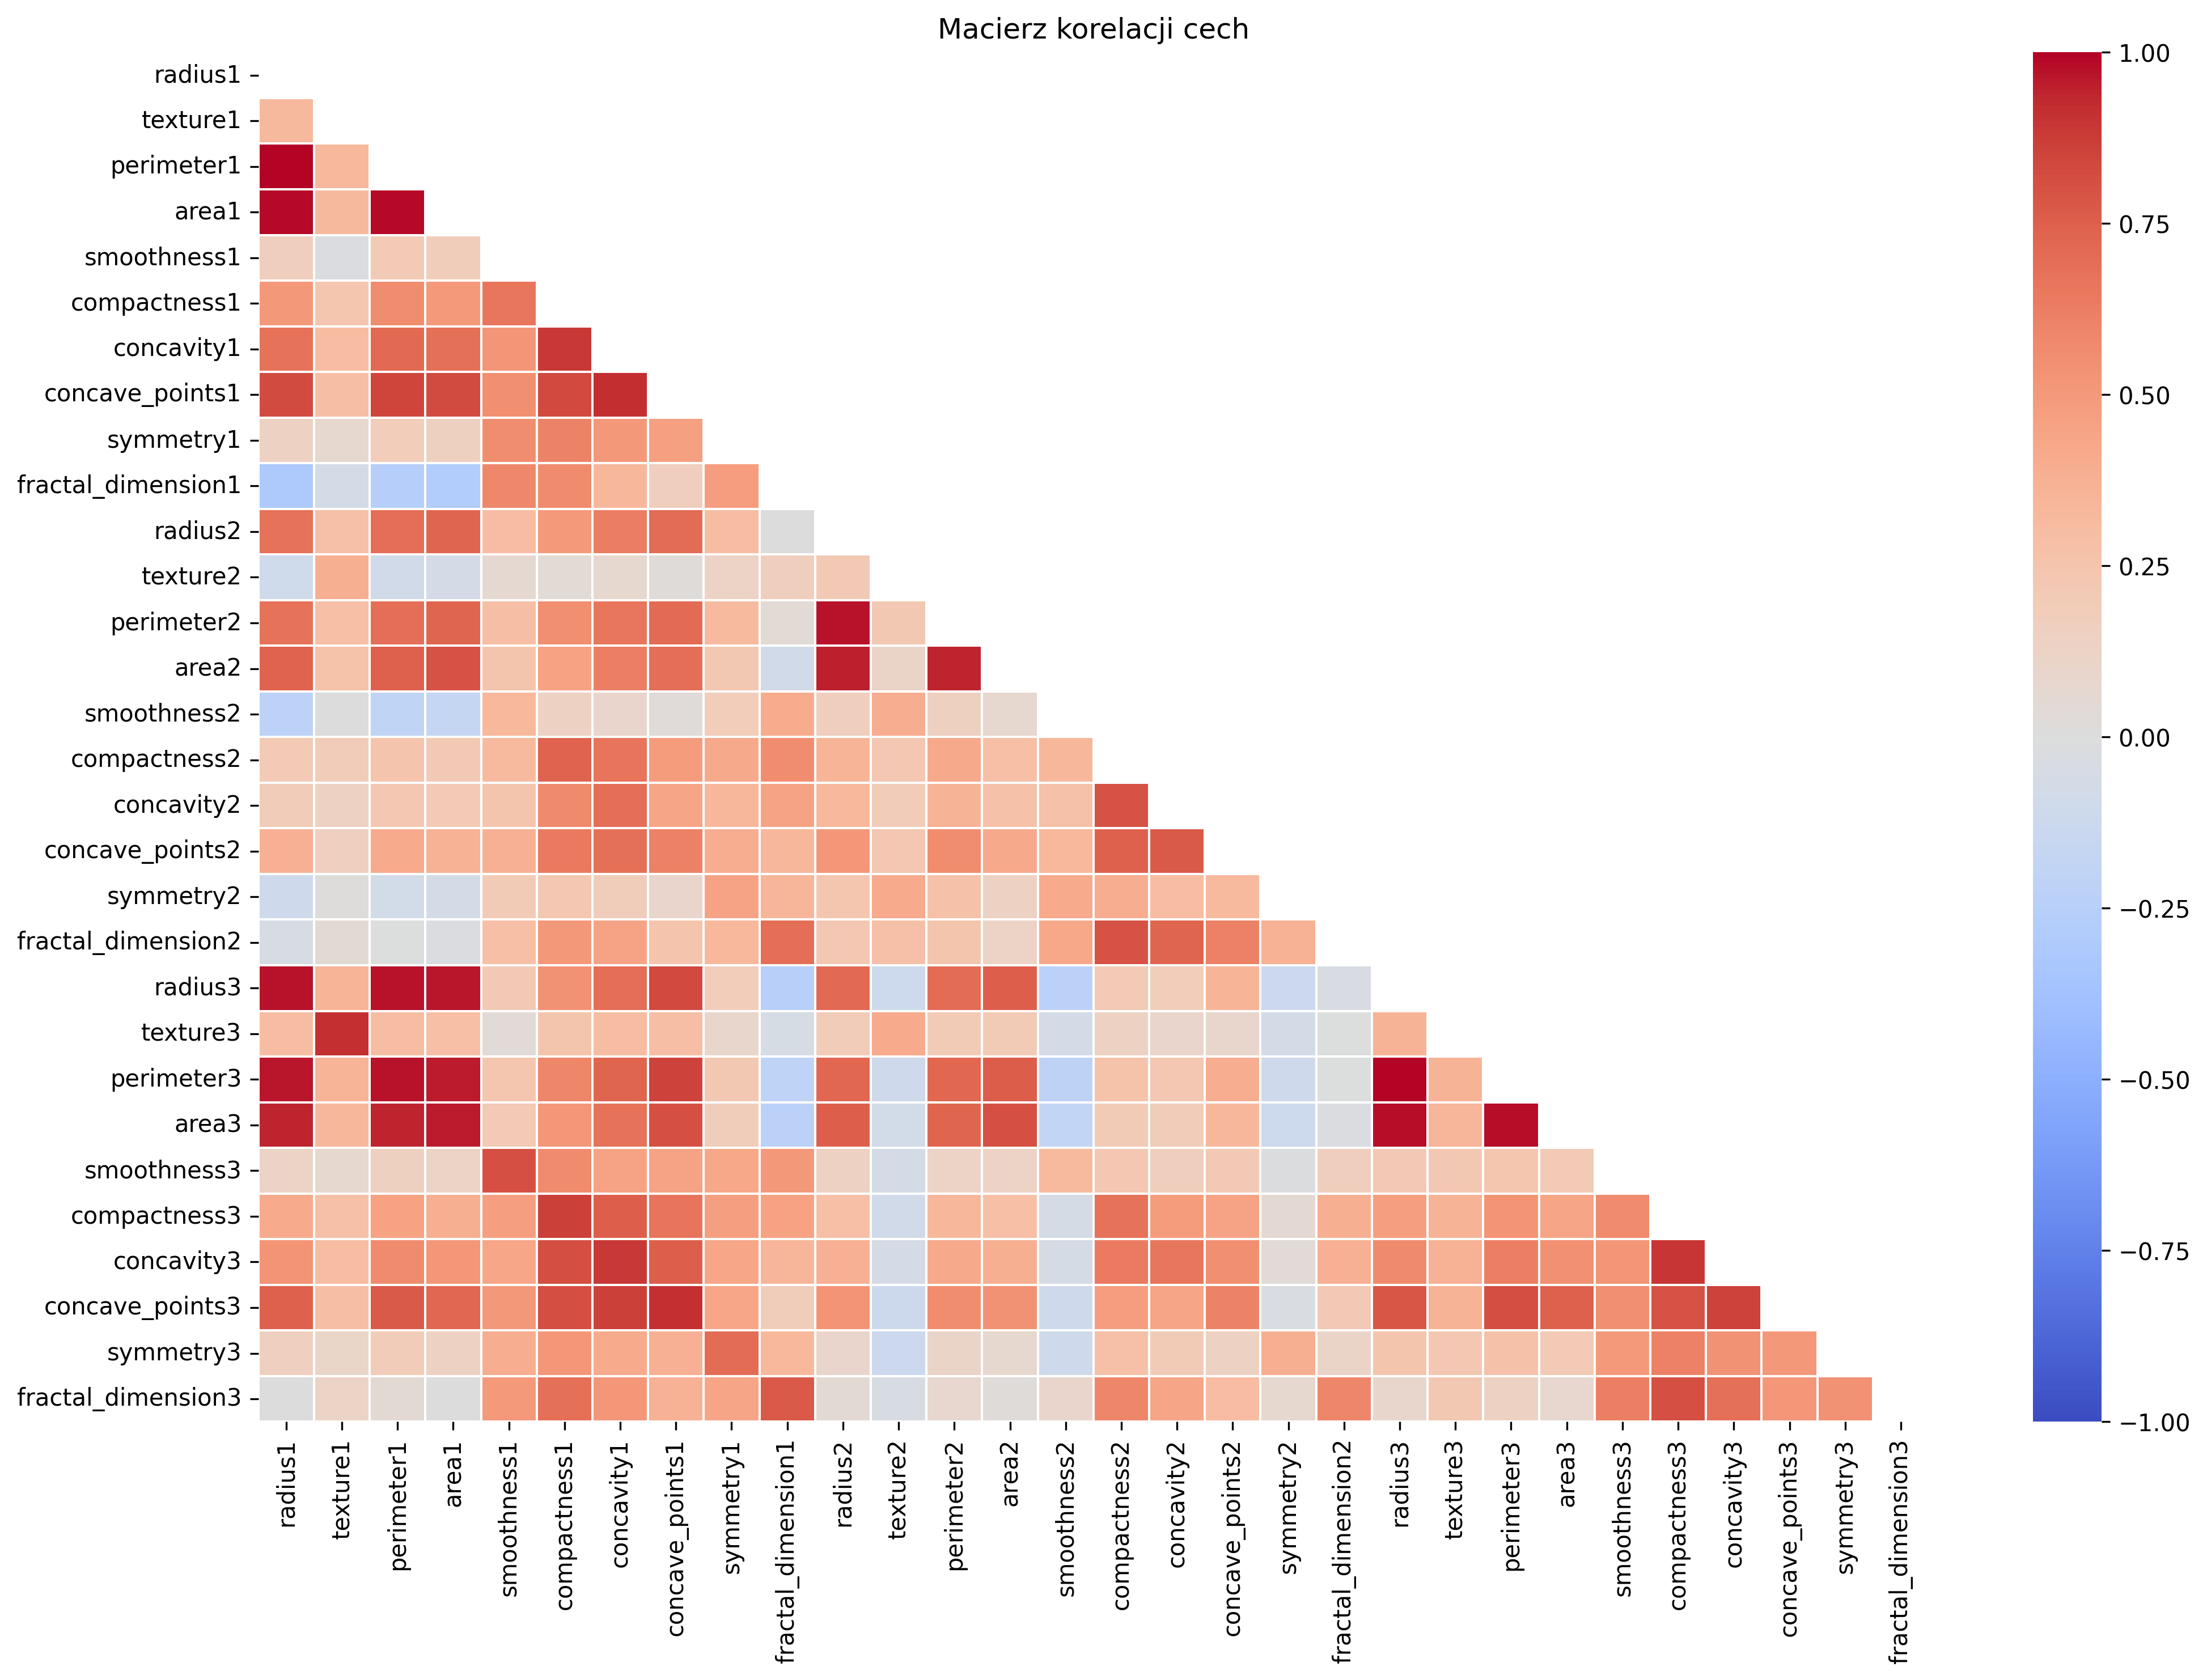 Macierz korelacji cech
radius1
texture1
perimeter1
area1
smoothness1
compactness1
concavity1
concave_points1
symmetry1
fractal_dimension1
radius2
texture2
perimeter2
area2
smoothness2
compactness2
concavity2
concave_points2
symmetry2
fractal_dimension2
radius3
texture3
perimeter3
area3
smoothness3
compactness3
concavity3
concave_points3
symmetry3
fractal_dimension3
radius1
texture1
perimeter1
area1
smoothness1
compactness1
concavity1
concave_points1
symmetry1
fractal_dimension1
radius2
texture2
perimeter2
area2
smoothness2
compactness2
concavity2
concave_points2
symmetry2
fractal_dimension2
radius3
texture3
perimeter3
area3
smoothness3
compactness3
concavity3
concave_points3
symmetry3
fractal_dimension3
1.00
0.75
0.50
0.25
0.00
−0.25
−0.50
−0.75
−1.00